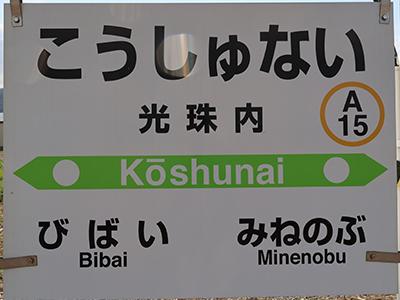 こうしゅない
光珠内
A
15
Kōshunai
びばい みねのぶ
Bibai Minenobu